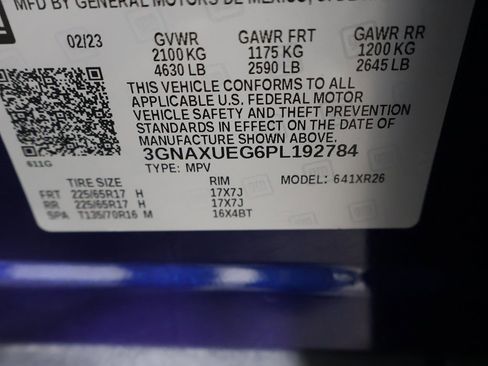 MFD BY GENERAL MOTORS DE MEXICO, S. DE
02/23 GVWR GAWR FRT GAWR RR
2100 KG 1175 KG 1200 KG
4630 LB 2590 LB 2645 LB
THIS VEHICLE CONFORMS TO ALL
APPLICABLE U.S. FEDERAL MOTOR
VEHICLE SAFETY AND THEFT PREVENTION
STANDARDS IN EFFECT ON THE DATE OF
MANUFACTURE SHOWN ABOVE.
3GNAXUEG6PL192784
611G
TYPE: MPV MODEL: 641XR26
TIRE SIZE RIM
FRT 225/65R17 H 17X7J
RR 225/65R17 H 17X7J
SPA T135/70R16 M 16X4BT